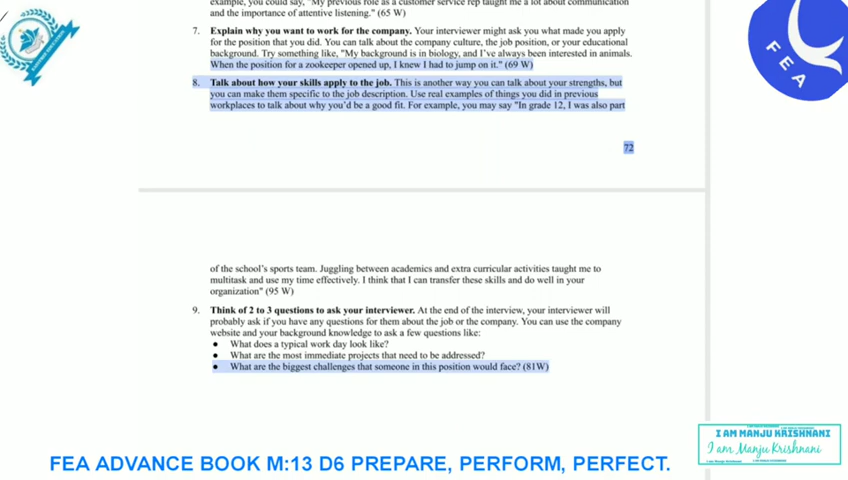 example, you could say, "My previous role as a customer service rep taught me a lot about communication
and the importance of attentive listening." (65 W)
7. Explain why you want to work for the company. Your interviewer might ask you what made you apply
for the position that you did. You can talk about the company culture, the job position, or your educational
background. Try something like, "My background is in biology, and I've always been interested in animals.
When the position for a zookeeper opened up, I knew I had to jump on it." (69 W)
8. Talk about how your skills apply to the job. This is another way you can talk about your strengths, but
you can make them specific to the job description. Use real examples of things you did in previous
workplaces to talk about why you'd be a good fit. For example, you may say "In grade 12, I was also part
72
of the school's sports team. Juggling between academics and extra curricular activities taught me to
multitask and use my time effectively. I think that I can transfer these skills and do well in your
organization" (95 W)
9. Think of 2 to 3 questions to ask your interviewer. At the end of the interview, your interviewer will
probably ask if you have any questions for them about the job or the company. You can use the company
website and your background knowledge to ask a few questions like:
● What does a typical work day look like?
● What are the most immediate projects that need to be addressed?
● What are the biggest challenges that someone in this position would face? (81W)
FEA
I AM MANJU KRISHNANI
I am Manju Krishnani
FEA ADVANCE BOOK M:13 D6 PREPARE, PERFORM, PERFECT.